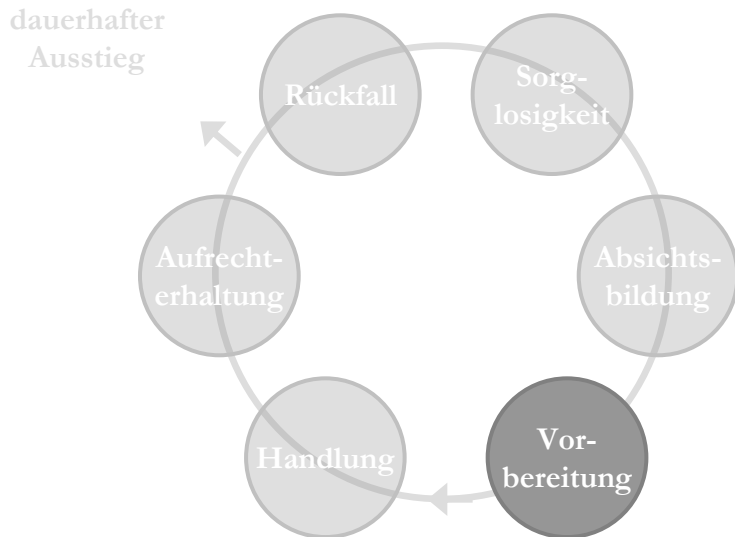 dauerhafter
Ausstieg
Rückfall
Sorg-
losigkeit
Aufrecht-
erhaltung
Absichts-
bildung
Handlung
Vor-
bereitung